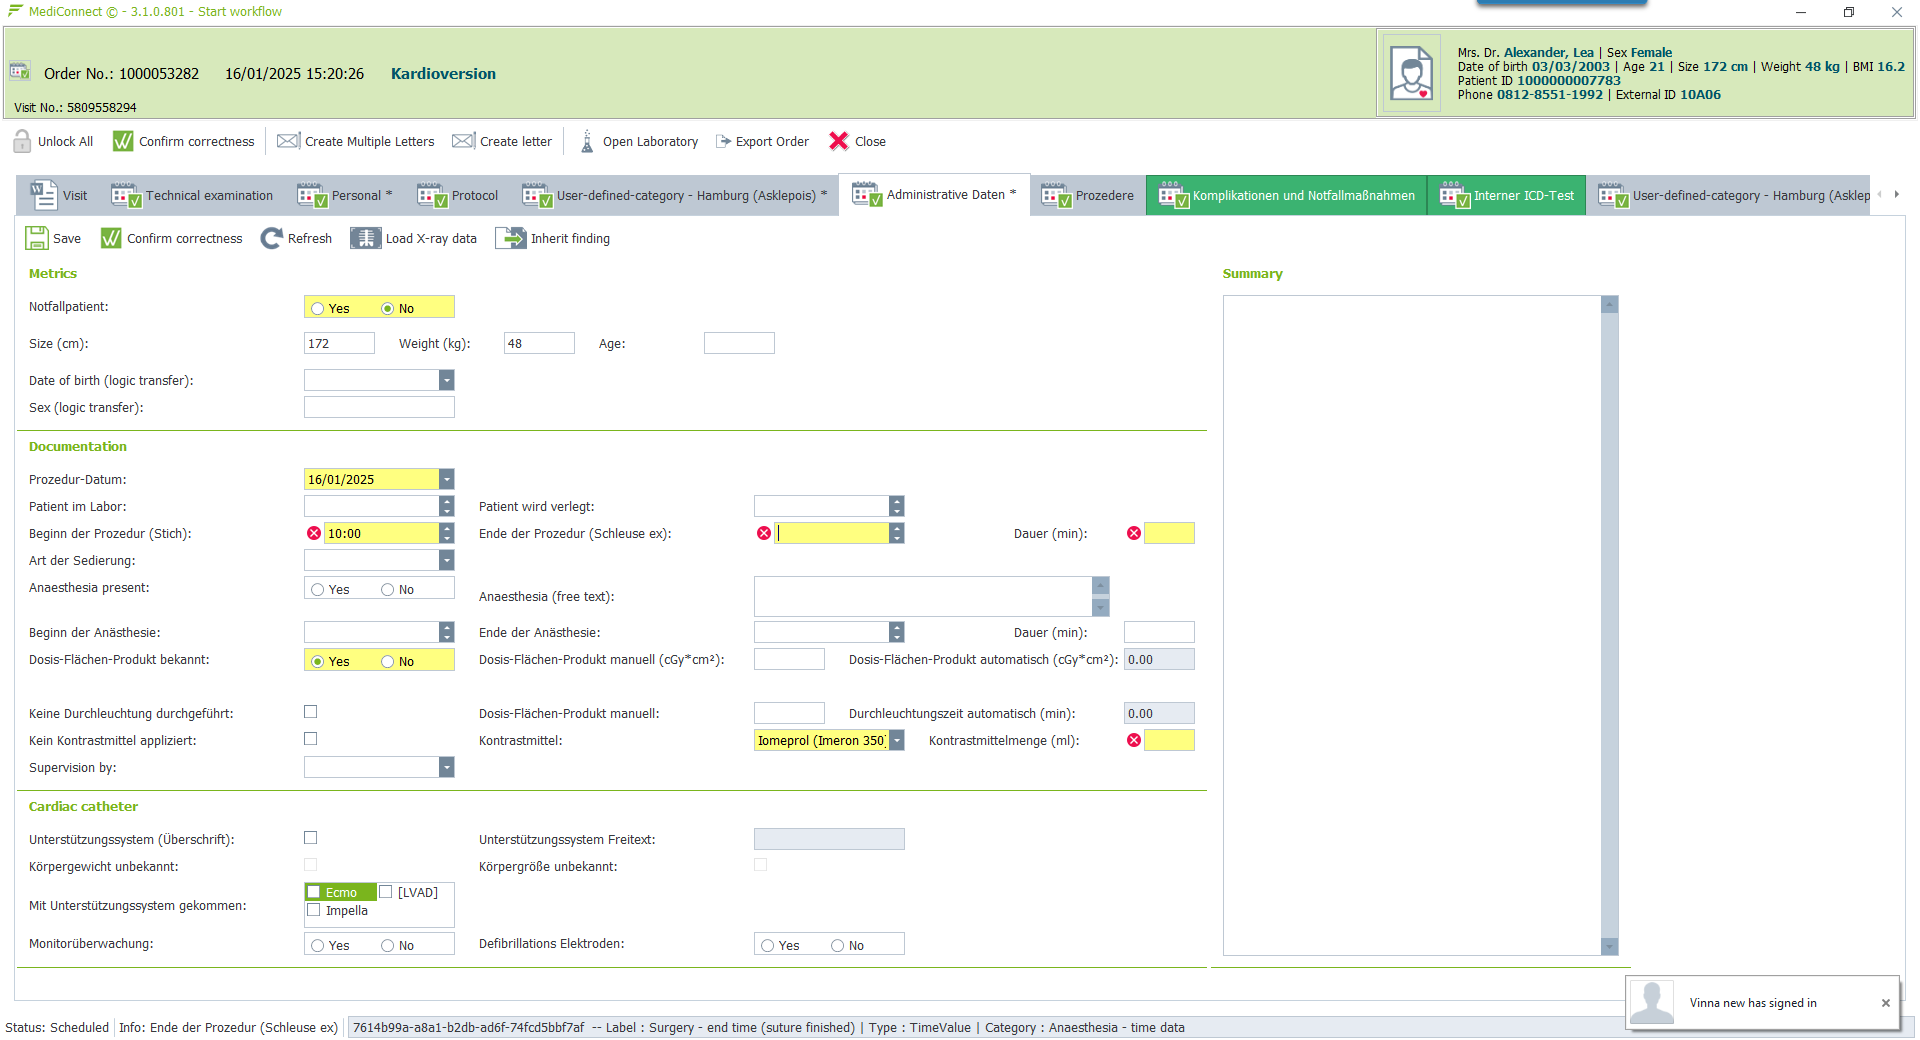 MediConnect © - 3.1.0.801 - Start workflow
Order No.: 1000053282 16/01/2025 15:20:26 Kardioversion
Visit No.: 5809558294
Mrs. Dr. Alexander, Lea | Sex Female
Date of birth 03/03/2003 | Age 21 | Size 172 cm | Weight 48 kg | BMI 16.2
Patient ID 1000000007783
Phone 0812-8551-1992 | External ID 10A06
Unlock All Confirm correctness Create Multiple Letters Create letter Open Laboratory Export Order Close
Visit Technical examination Personal * Protocol User-defined-category - Hamburg (Asklepois) * Administrative Daten * Prozedere Komplikationen und Notfallmaßnahmen Interner ICD-Test User-defined-category - Hamburg (Asklep
Save Confirm correctness Refresh Load X-ray data Inherit finding
Metrics
Notfallpatient: Yes No
Size (cm): 172 Weight (kg): 48 Age:
Date of birth (logic transfer):
Sex (logic transfer):
Documentation
Prozedur-Datum: 16/01/2025
Patient im Labor: Patient wird verlegt:
Beginn der Prozedur (Stich): 10:00 Ende der Prozedur (Schleuse ex): Dauer (min):
Art der Sedierung:
Anaesthesia present: Yes No Anaesthesia (free text):
Beginn der Anästhesie: Ende der Anästhesie: Dauer (min):
Dosis-Flächen-Produkt bekannt: Yes No Dosis-Flächen-Produkt manuell (cGy*cm²): Dosis-Flächen-Produkt automatisch (cGy*cm²): 0.00
Keine Durchleuchtung durchgeführt: Dosis-Flächen-Produkt manuell: Durchleuchtungszeit automatisch (min): 0.00
Kein Kontrastmittel appliziert: Kontrastmittel: Iomeprol (Imeron 350) Kontrastmittelmenge (ml):
Supervision by:
Cardiac catheter
Unterstützungssystem (Überschrift): Unterstützungssystem Freitext:
Körpergewicht unbekannt: Körpergröße unbekannt:
Mit Unterstützungssystem gekommen: Ecmo [LVAD]
Impella
Monitorüberwachung: Yes No Defibrillations Elektroden: Yes No
Summary
Vinna new has signed in
Status: Scheduled Info: Ende der Prozedur (Schleuse ex) 7614b99a-a8a1-b2db-ad6f-74fcd5bbf7af -- Label : Surgery - end time (suture finished) | Type : TimeValue | Category : Anaesthesia - time data